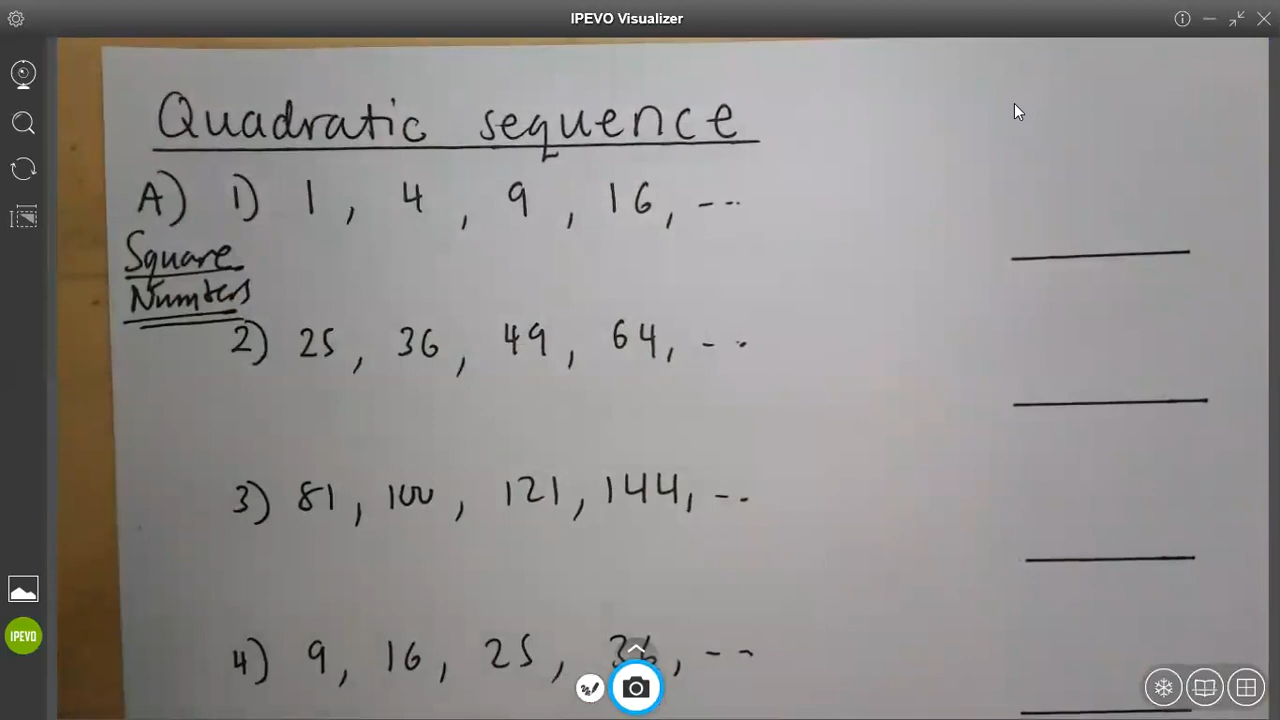 IPEVO Visualizer
Quadratic sequence
A) 1) 1, 4, 9, 16, ---
Square
Numbers
2) 25, 36, 49, 64, --.
3) 81, 100, 121, 144, --.
4) 9, 16, 25, 36, --
IPEVO